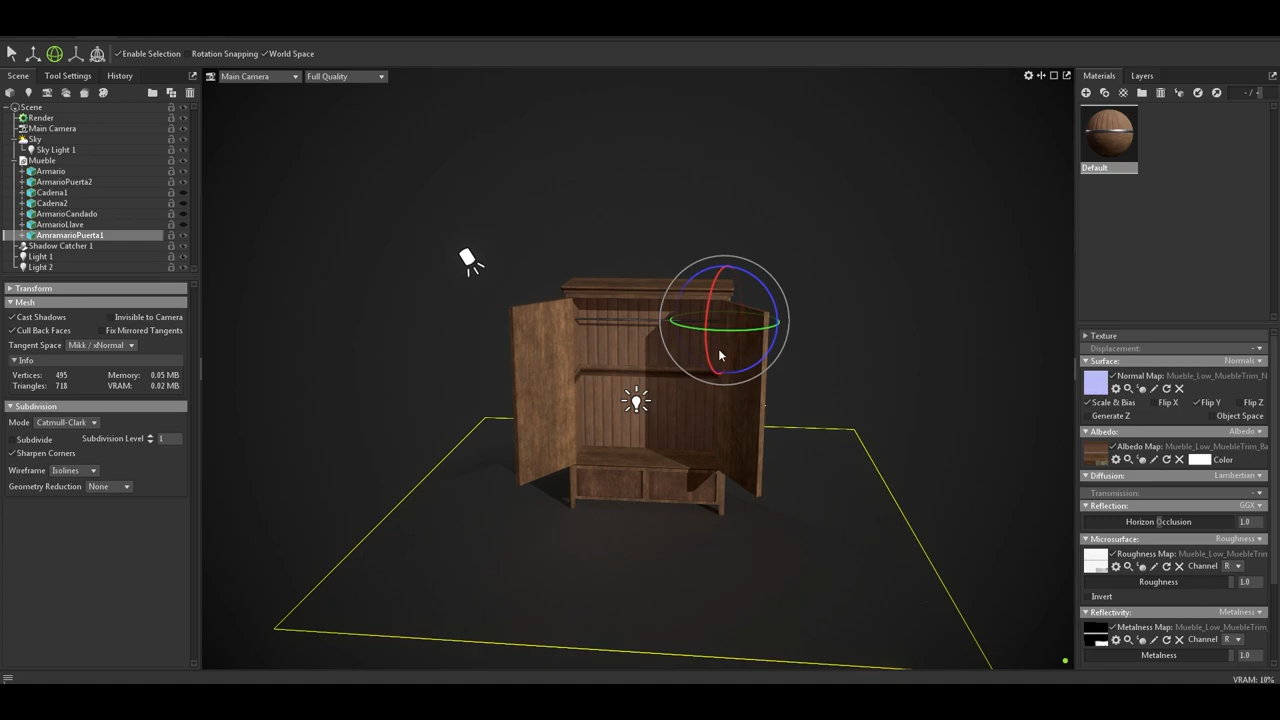 Enable Selection Rotation Snapping World Space
Scene Tool Settings History
Main Camera Full Quality
Materials Layers
- /
Scene
Render
Main Camera
Sky
Sky Light 1
Mueble
Armario
ArmarioPuerta2
Cadena1
Cadena2
ArmarioCandado
ArmarioLlave
AmramarioPuerta1
Shadow Catcher 1
Light 1
Light 2
Transform
Mesh
Cast Shadows Invisible to Camera
Cull Back Faces Fix Mirrored Tangents
Tangent Space Mikk / xNormal
Info
Vertices: 495 Memory: 0.05 MB
Triangles: 718 VRAM: 0.02 MB
Subdivision
Mode Catmull-Clark
Subdivide Subdivision Level 1
Sharpen Corners
Wireframe Isolines
Geometry Reduction None
Default
Texture
Displacement: -
Surface: Normals
Normal Map: Mueble_Low_MuebleTrim_N
Scale & Bias Flip X Flip Y Flip Z
Generate Z Object Space
Albedo: Albedo
Albedo Map: Mueble_Low_MuebleTrim_Ba
Color
Diffusion: Lambertian
Transmission: -
Reflection: GGX
Horizon Occlusion 1.0
Microsurface: Roughness
Roughness Map: Mueble_Low_MuebleTrim
Channel R
Roughness 1.0
Invert
Reflectivity: Metalness
Metalness Map: Mueble_Low_MuebleTrim_
Channel R
Metalness 1.0
VRAM: 10%